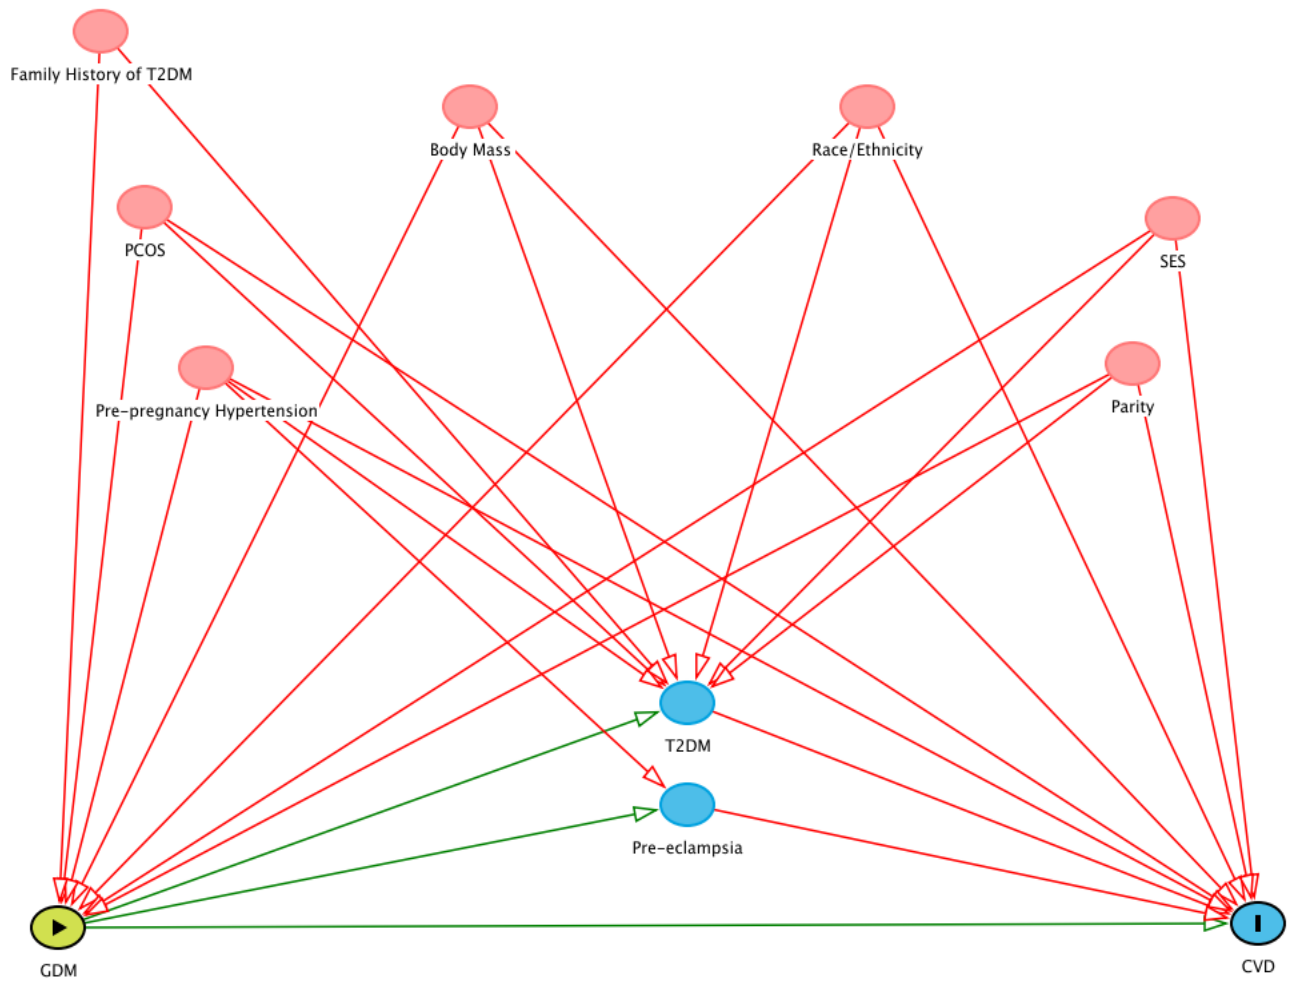 Family History of T2DM
Body Mass
Race/Ethnicity
PCOS
SES
Pre-pregnancy Hypertension
Parity
T2DM
Pre-eclampsia
GDM
CVD